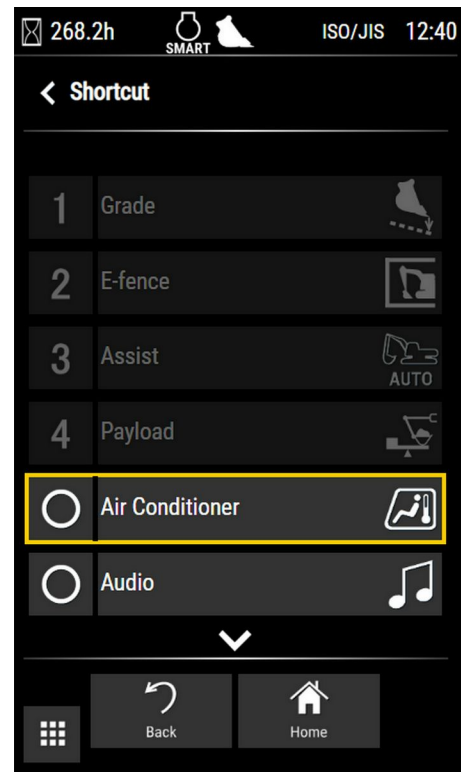 268.2h SMART ISO/JIS 12:40
Shortcut
1 Grade
2 E-fence
3 Assist AUTO
4 Payload
Air Conditioner
Audio
Back Home